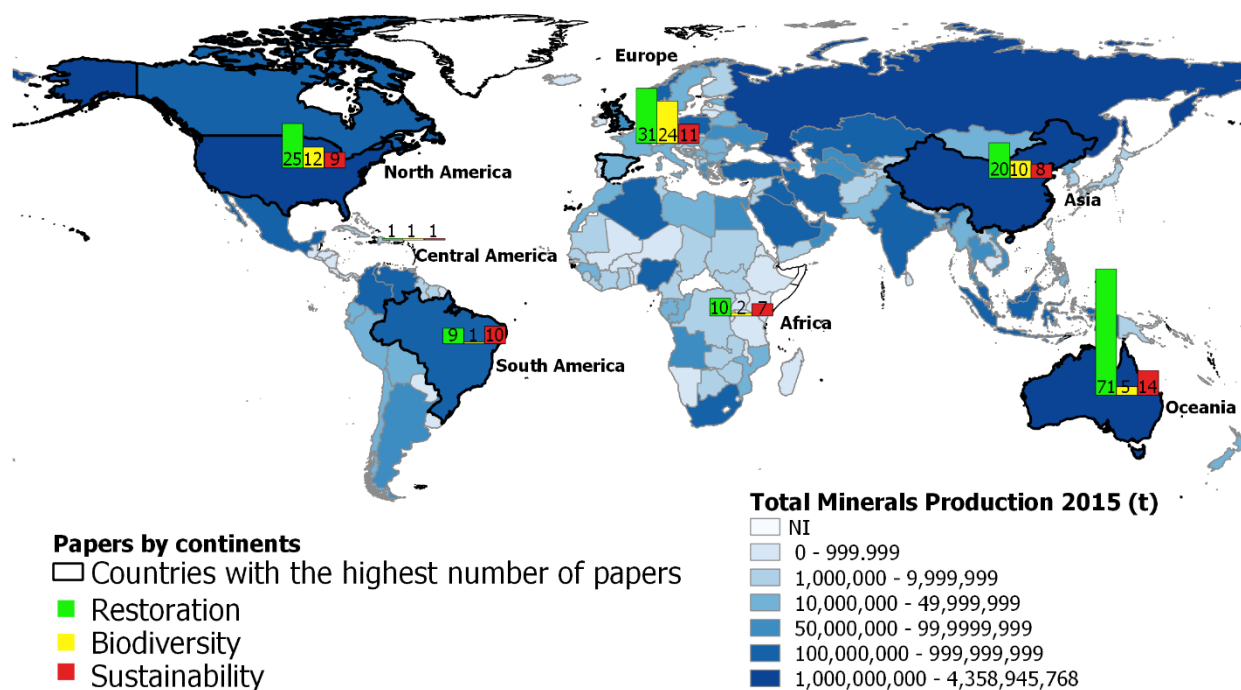 Europe
31 24 11
25 12 9
North America
20 10 8
Asia
1 1 1
Central America
10 2 7
Africa
9 1 10
South America
71 5 14
Oceania
Papers by continents
Countries with the highest number of papers
Restoration
Biodiversity
Sustainability
Total Minerals Production 2015 (t)
NI
0 - 999.999
1,000,000 - 9,999,999
10,000,000 - 49,999,999
50,000,000 - 99,9999,999
100,000,000 - 999,999,999
1,000,000,000 - 4,358,945,768